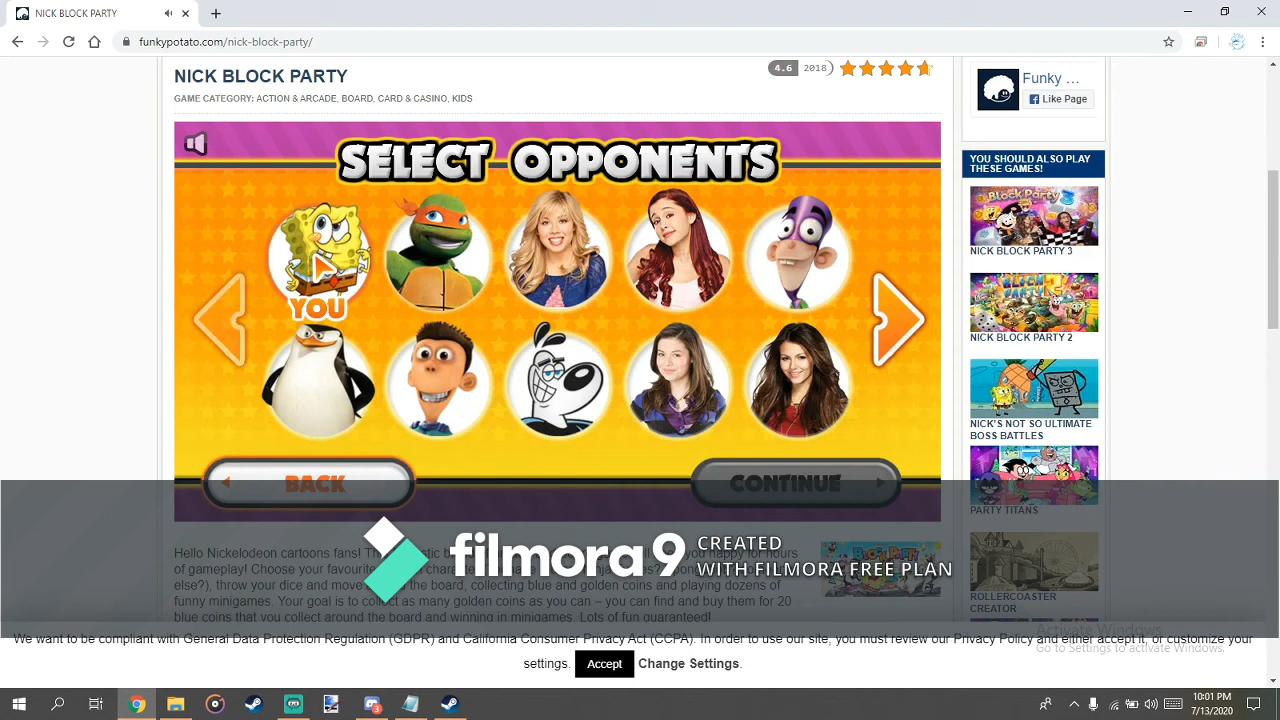 NICK BLOCK PARTY
funkypotato.com/nick-block-party/
NICK BLOCK PARTY
4.6
2018
GAME CATEGORY: ACTION & ARCADE, BOARD, CARD & CASINO, KIDS
SELECT OPPONENTS
YOU
BACK
CONTINUE
Funky ...
Like Page
YOU SHOULD ALSO PLAY
THESE GAMES!
NICK BLOCK PARTY 3
NICK BLOCK PARTY 2
NICK'S NOT SO ULTIMATE
BOSS BATTLES
PARTY TITANS
ROLLERCOASTER
CREATOR
filmora9
CREATED
WITH FILMORA FREE PLAN
Hello Nickelodeon cartoons fans! happy for hours
of gameplay! Choose your favourite
else?), throw your dice and move the board, collecting blue and golden coins and playing dozens of
funny minigames. Your goal is to collect as many golden coins as you can – you can find and buy them for 20
blue coins that you collect around the board and winning in minigames. Lots of fun guaranteed!
We want to be compliant with General Data Protection Regulation (GDPR) and California Consumer Privacy Act (CCPA). In order to use our site, you must review our Privacy Policy and either accept it, or customize your
settings. Accept Change Settings.
Activate Windows
Go to Settings to activate Windows.
10:01 PM
7/13/2020